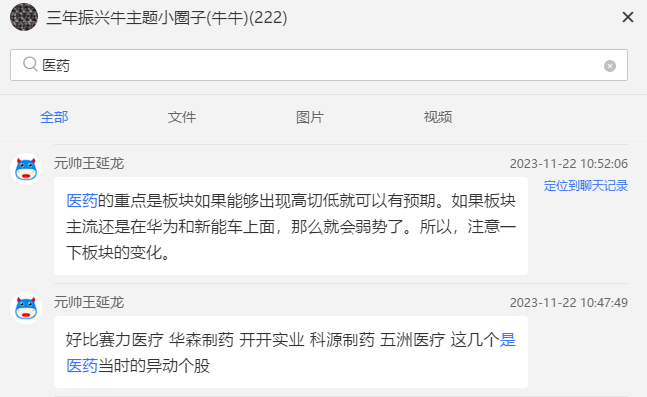 三年振兴牛主题小圈子(牛牛)(222)
医药
全部 文件 图片 视频
元帅王延龙 2023-11-22 10:52:06
定位到聊天记录
医药的重点是板块如果能够出现高切低就可以有预期。如果板块
主流还是在华为和新能车上面，那么就会弱势了。所以，注意一
下板块的变化。
元帅王延龙 2023-11-22 10:47:49
好比赛力医疗 华森制药 开开实业 科源制药 五洲医疗 这几个是
医药当时的异动个股